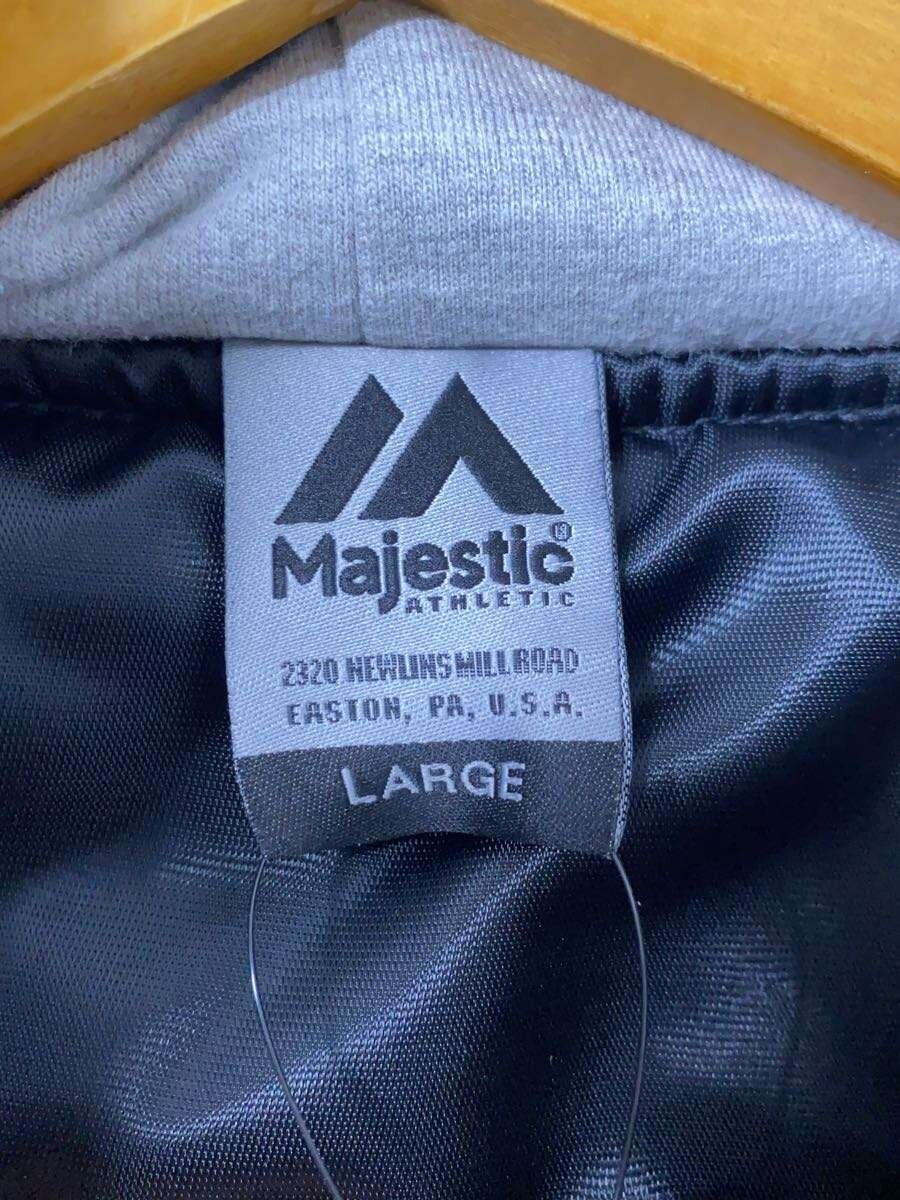 Majestic®
ATHLETIC
2320 NEWLINS MILL ROAD
EASTON, PA, U.S.A.
LARGE